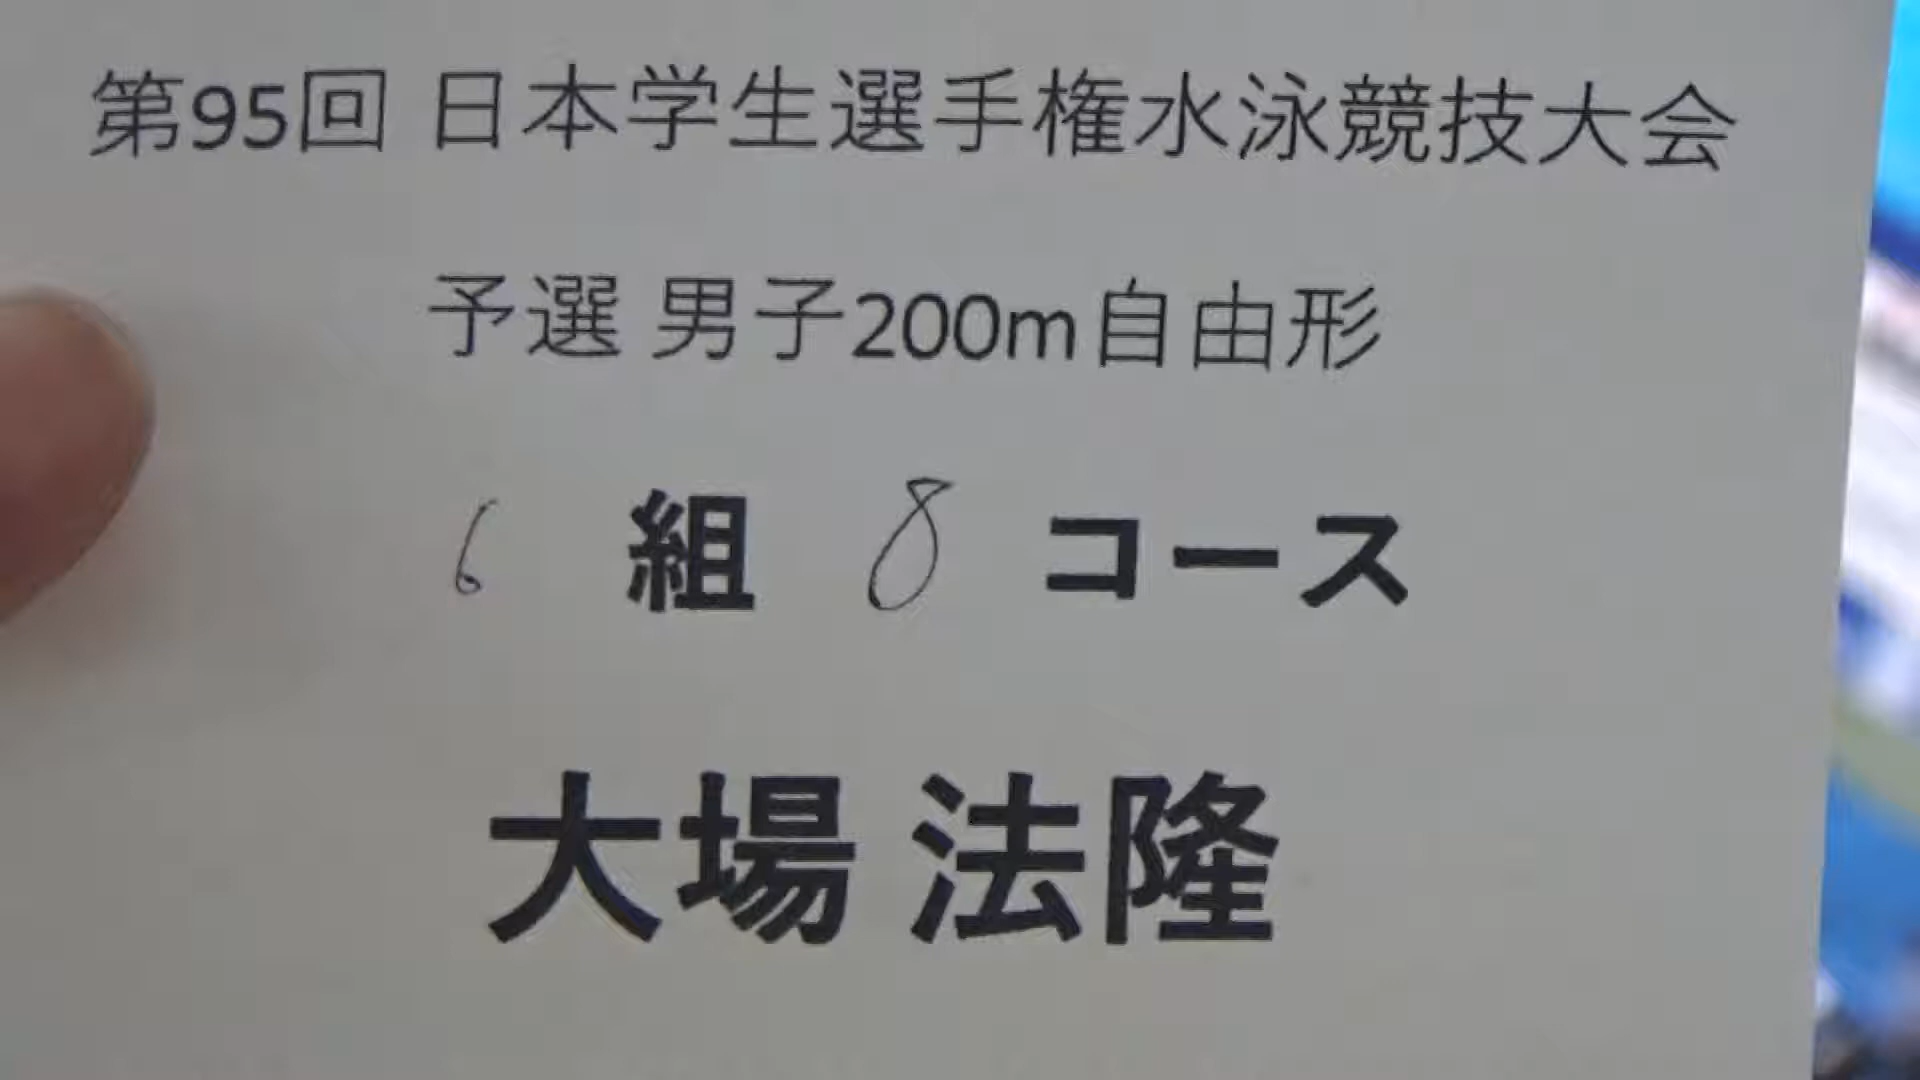 第95回 日本学生選手権水泳競技大会
予選 男子200m自由形
6 組 8 コース
大場 法隆